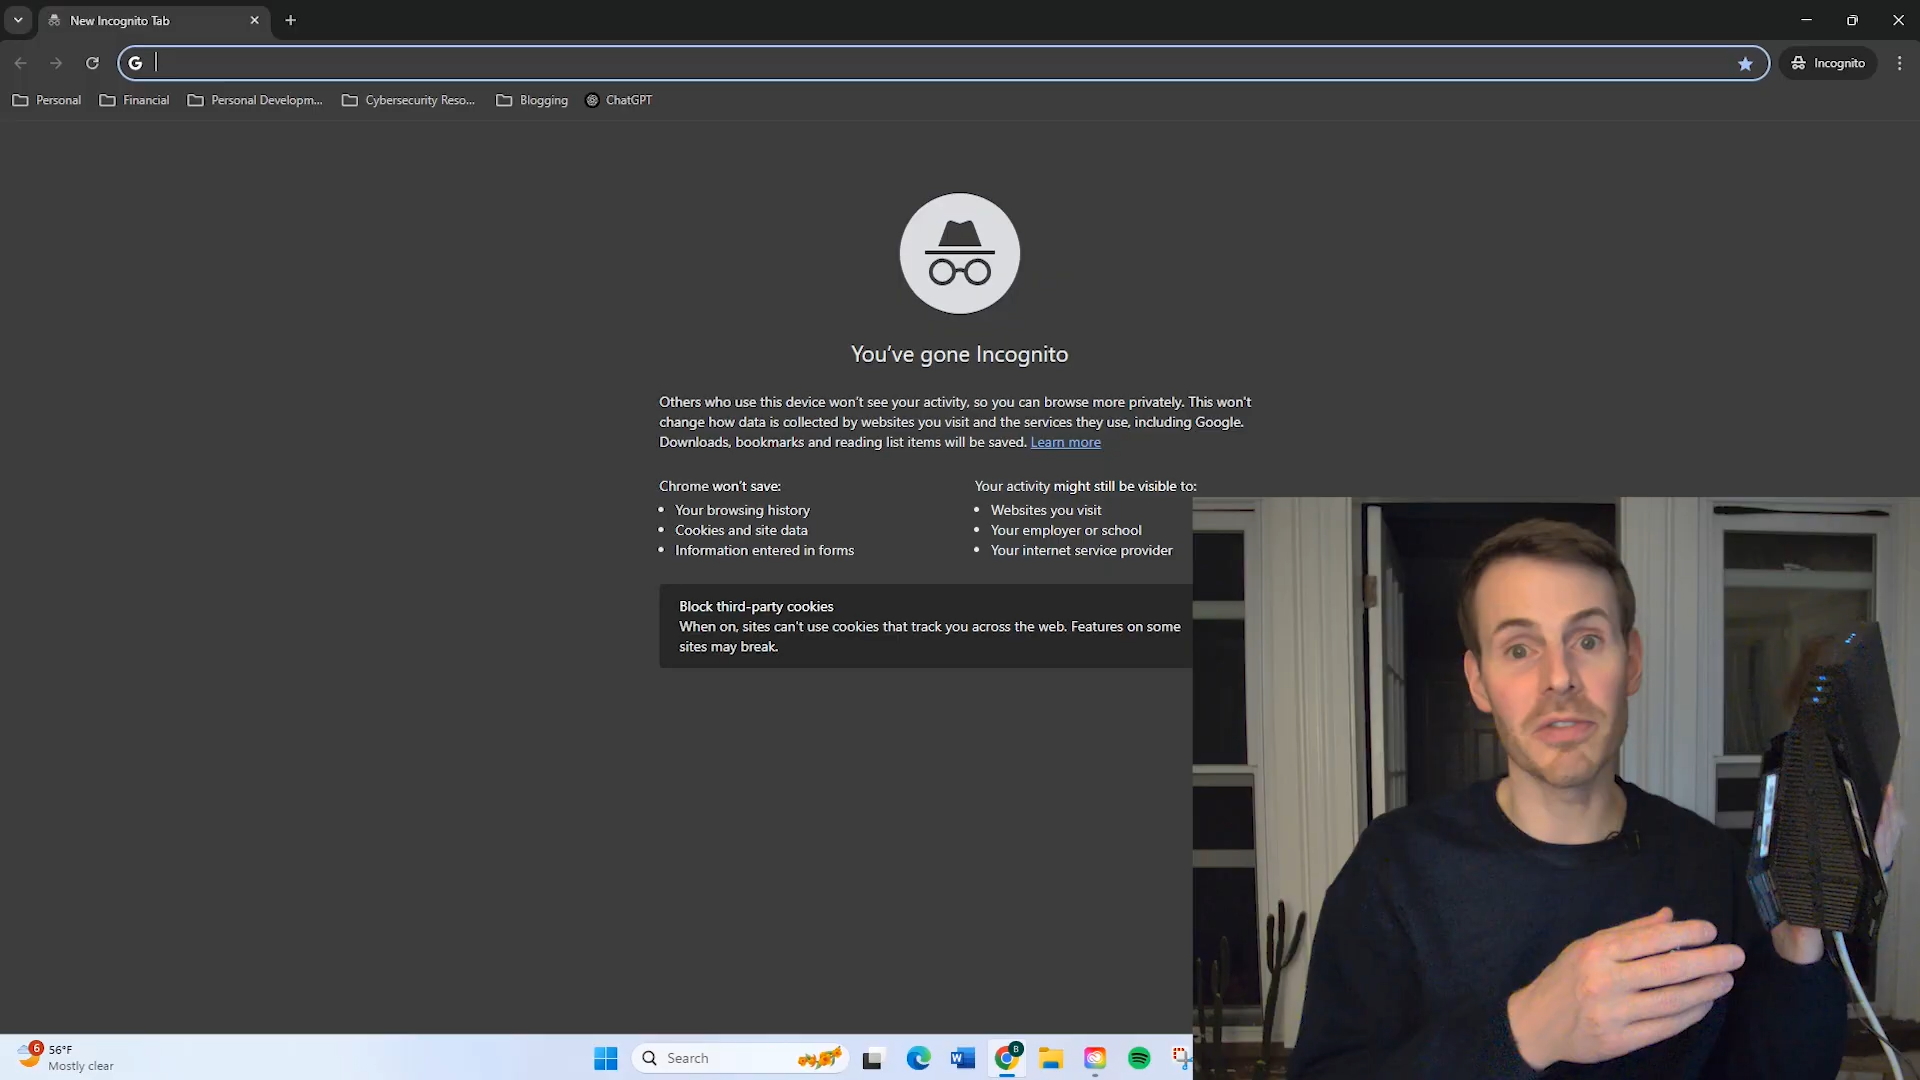 New Incognito Tab
Incognito
Personal
Financial
Personal Developm...
Cybersecurity Reso...
Blogging
ChatGPT
You've gone Incognito
Others who use this device won't see your activity, so you can browse more privately. This won't
change how data is collected by websites you visit and the services they use, including Google.
Downloads, bookmarks and reading list items will be saved. Learn more
Chrome won't save:
• Your browsing history
• Cookies and site data
• Information entered in forms
Your activity might still be visible to:
• Websites you visit
• Your employer or school
• Your internet service provider
Block third-party cookies
When on, sites can't use cookies that track you across the web. Features on some
sites may break.
6
56°F
Mostly clear
Search
W
B